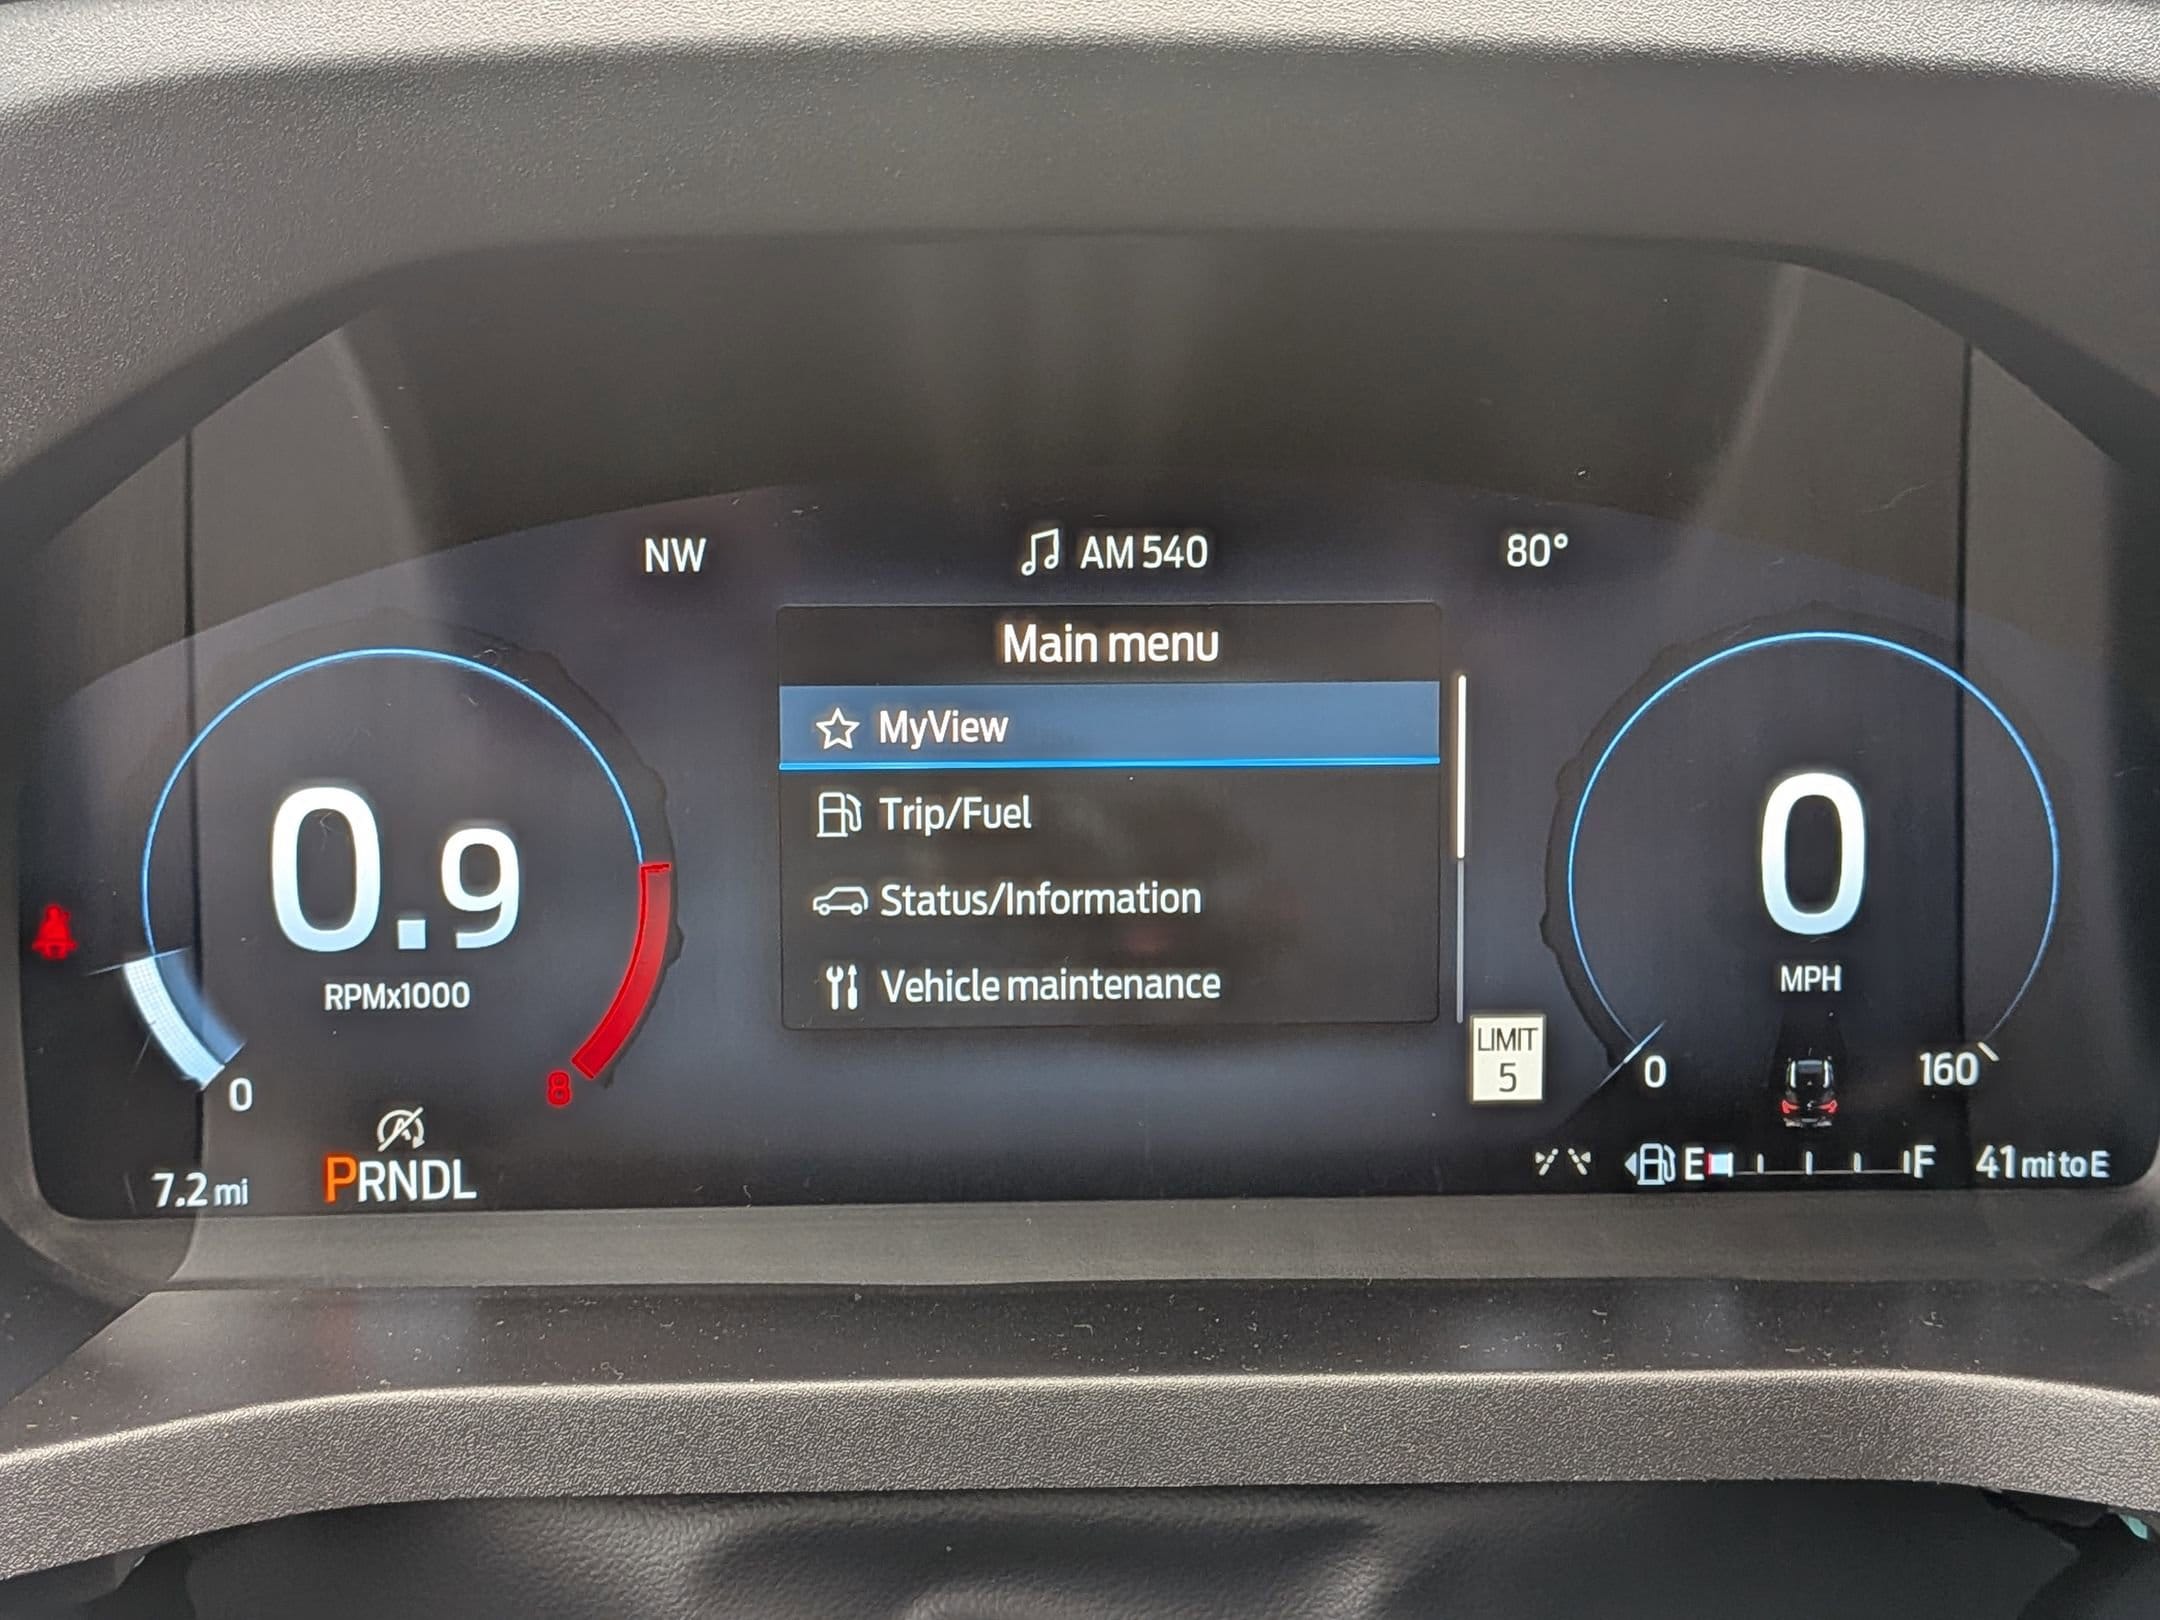 NW
AM 540
80°
Main menu
MyView
Trip/Fuel
Status/Information
Vehicle maintenance
0.9
RPMx1000
0
8
0
MPH
0
160
LIMIT
5
7.2 mi
PRNDL
E
F
41 mi to E